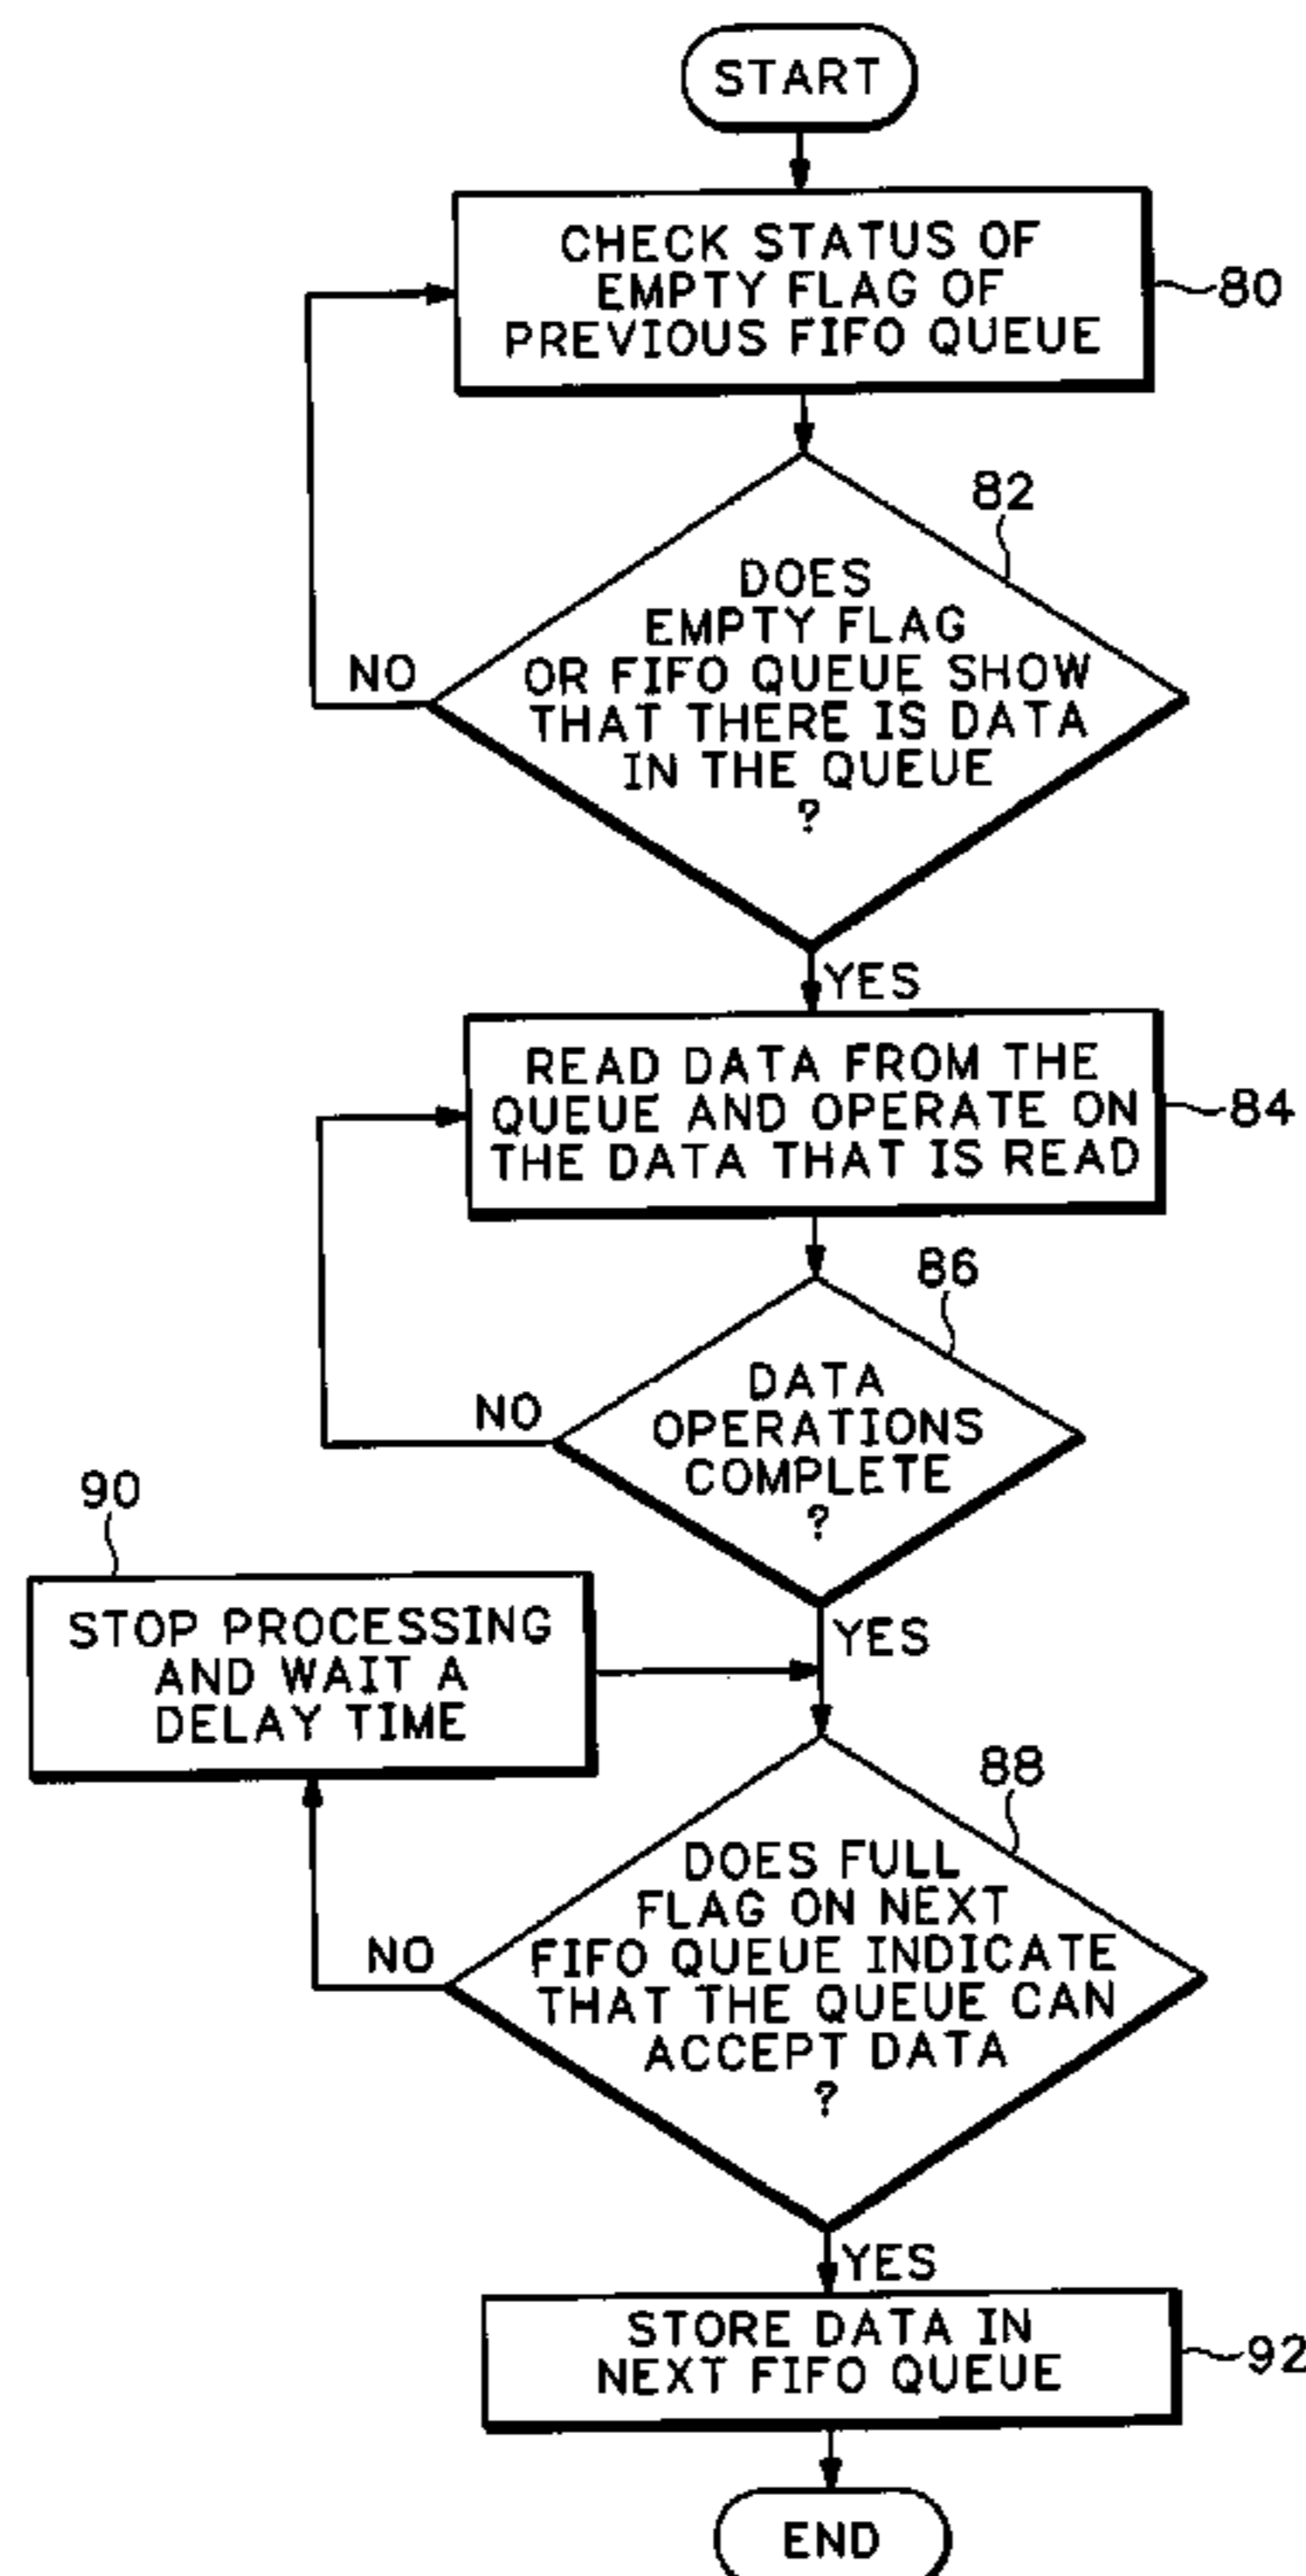 START
CHECK STATUS OF
EMPTY FLAG OF
PREVIOUS FIFO QUEUE
80
82
DOES
EMPTY FLAG
OR FIFO QUEUE SHOW
THAT THERE IS DATA
IN THE QUEUE
?
NO
YES
READ DATA FROM THE
QUEUE AND OPERATE ON
THE DATA THAT IS READ
84
86
DATA
OPERATIONS
COMPLETE
?
NO
YES
90
STOP PROCESSING
AND WAIT A
DELAY TIME
88
DOES FULL
FLAG ON NEXT
FIFO QUEUE INDICATE
THAT THE QUEUE CAN
ACCEPT DATA
?
NO
YES
STORE DATA IN
NEXT FIFO QUEUE
92
END